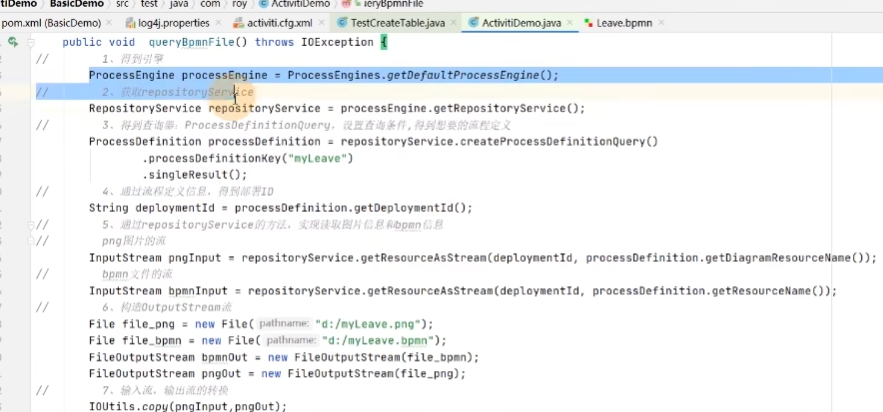 tiDemo BasicDemo src test java com roy ActivitiDemo ieryBpmnFile
pom.xml (BasicDemo) log4j.properties activiti.cfg.xml TestCreateTable.java ActivitiDemo.java Leave.bpmn
public void queryBpmnFile() throws IOException {
// 1、得到引擎
ProcessEngine processEngine = ProcessEngines.getDefaultProcessEngine();
// 2、获取repositoryService
RepositoryService repositoryService = processEngine.getRepositoryService();
// 3、得到查询器：ProcessDefinitionQuery，设置查询条件,得到想要的流程定义
ProcessDefinition processDefinition = repositoryService.createProcessDefinitionQuery()
.processDefinitionKey("myLeave")
.singleResult();
// 4、通过流程定义信息，得到部署ID
String deploymentId = processDefinition.getDeploymentId();
// 5、通过repositoryService的方法，实现读取图片信息和bpmn信息
// png图片的流
InputStream pngInput = repositoryService.getResourceAsStream(deploymentId, processDefinition.getDiagramResourceName());
// bpmn文件的流
InputStream bpmnInput = repositoryService.getResourceAsStream(deploymentId, processDefinition.getResourceName());
// 6、构造OutputStream流
File file_png = new File( pathname: "d:/myLeave.png");
File file_bpmn = new File( pathname: "d:/myLeave.bpmn");
FileOutputStream bpmnOut = new FileOutputStream(file_bpmn);
FileOutputStream pngOut = new FileOutputStream(file_png);
// 7、输入流，输出流的转换
IOUtils.copy(pngInput,pngOut);